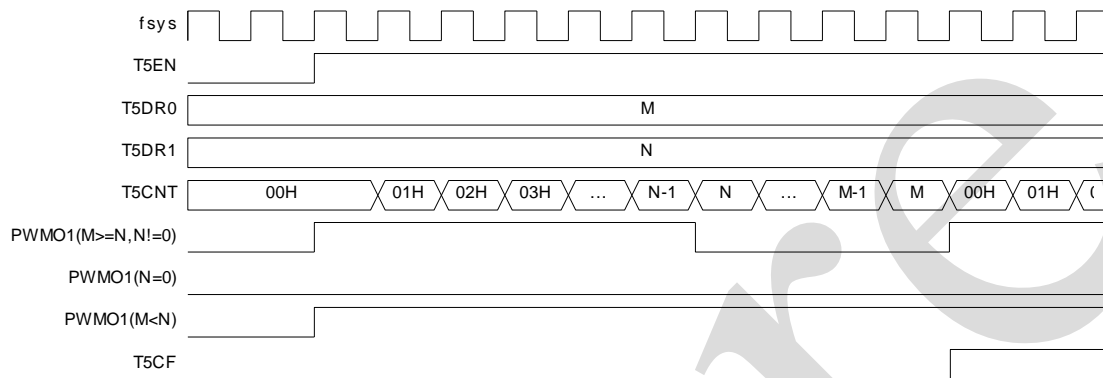 fsys
T5EN
T5DR0 M
T5DR1 N
T5CNT 00H 01H 02H 03H ... N-1 N ... M-1 M 00H 01H
PWMO1(M>=N,N!=0)
PWMO1(N=0)
PWMO1(M<N)
T5CF